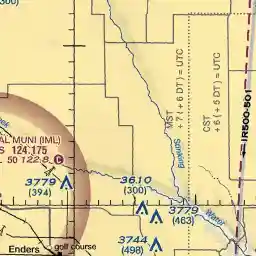 (300)
MST
+ 7 (+ 6 DT) = UTC
CST
+ 6 (+ 5 DT) = UTC
IR500-501
AL MUNI (IML)
S 124.175
L 50 122.8 C
3779
(394)
3610
(300)
3779
(463)
3744
(498)
Enders
golf course